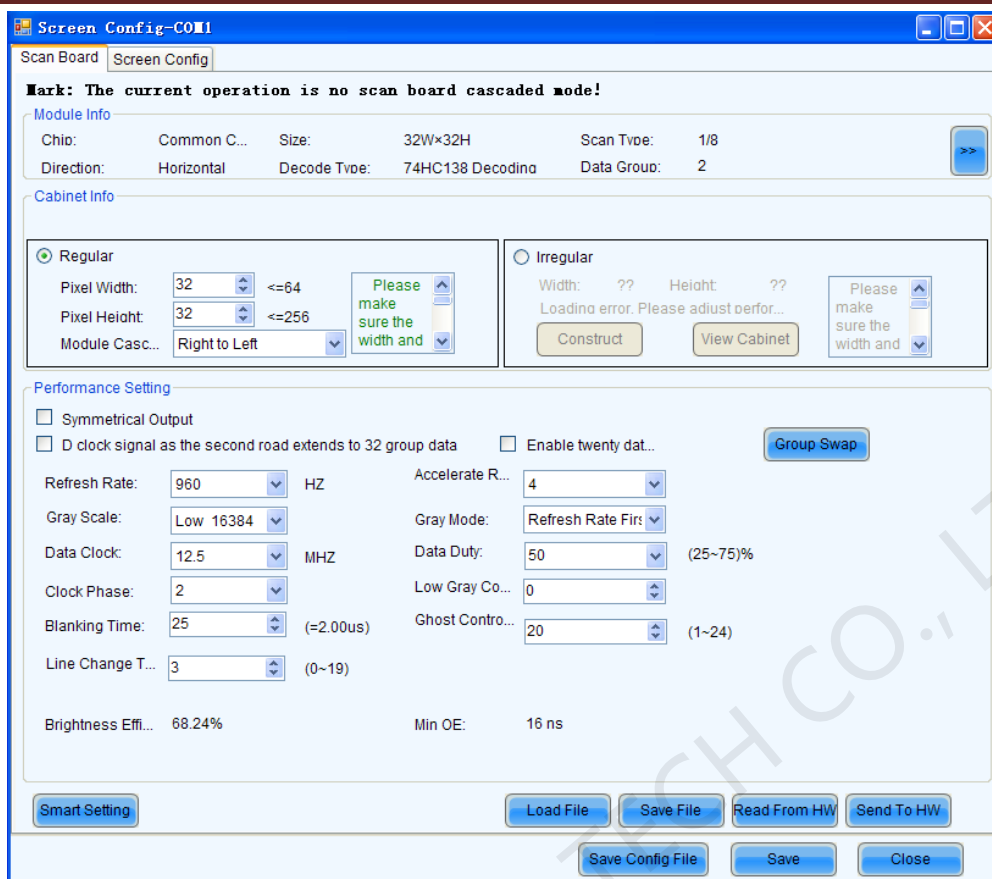 Screen Config-COM1
Scan Board Screen Config
Mark: The current operation is no scan board cascaded mode!
Module Info
Chip: Common C... Size: 32W×32H Scan Type: 1/8
>>
Direction: Horizontal Decode Type: 74HC138 Decoding Data Group: 2
Cabinet Info
Regular
Pixel Width: 32 <=64
Pixel Height: 32 <=256
Module Casc... Right to Left
Please
make
sure the
width and
Irregular
Width: ?? Height: ??
Loading error. Please adjust perfor...
Construct View Cabinet
Please
make
sure the
width and
Performance Setting
Symmetrical Output
D clock signal as the second road extends to 32 group data Enable twenty dat... Group Swap
Refresh Rate: 960 HZ Accelerate R... 4
Gray Scale: Low 16384 Gray Mode: Refresh Rate Firs
Data Clock: 12.5 MHZ Data Duty: 50 (25~75)%
Clock Phase: 2 Low Gray Co... 0
Blanking Time: 25 (=2.00us) Ghost Contro... 20 (1~24)
Line Change T... 3 (0~19)
Brightness Effi... 68.24% Min OE: 16 ns
Smart Setting Load File Save File Read From HW Send To HW
Save Config File Save Close
TECH CO., L